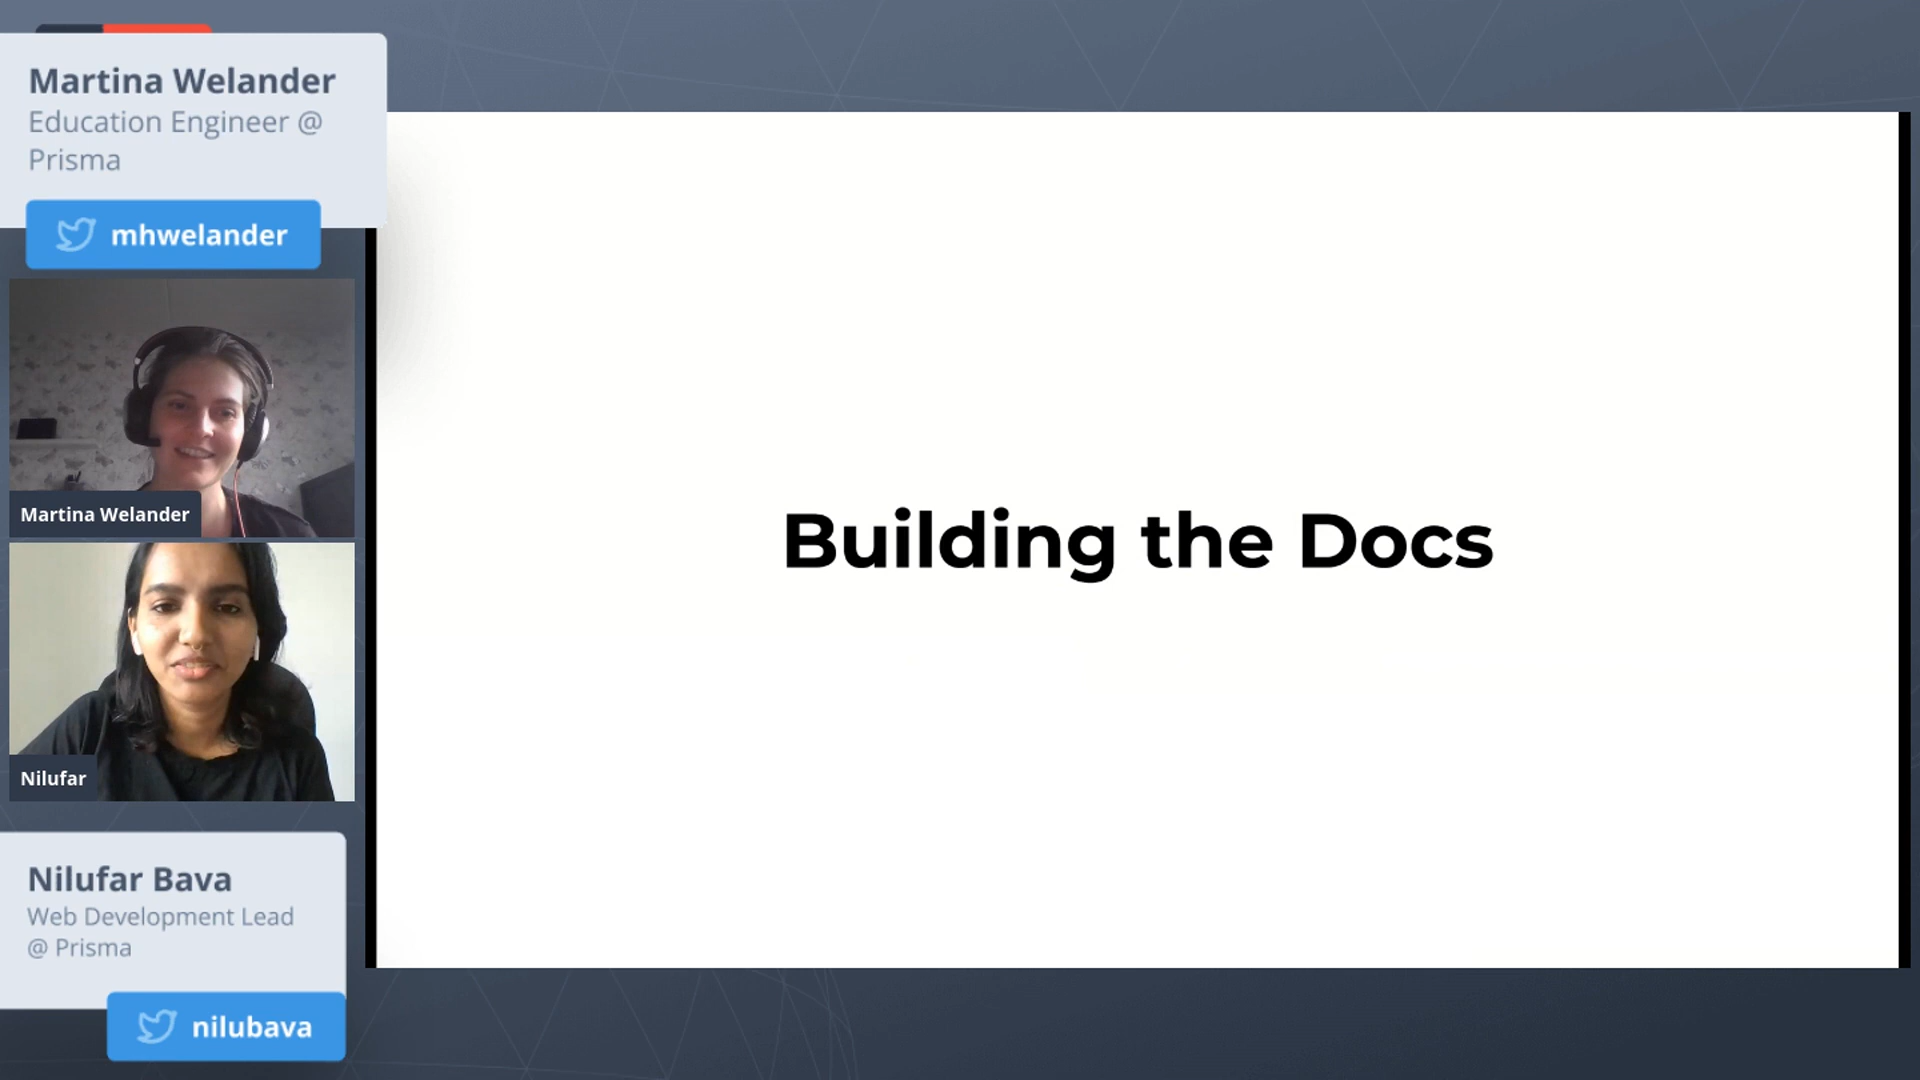 Martina Welander
Education Engineer @
Prisma
mhwelander
Martina Welander
Nilufar
Nilufar Bava
Web Development Lead
@ Prisma
nilubava
Building the Docs